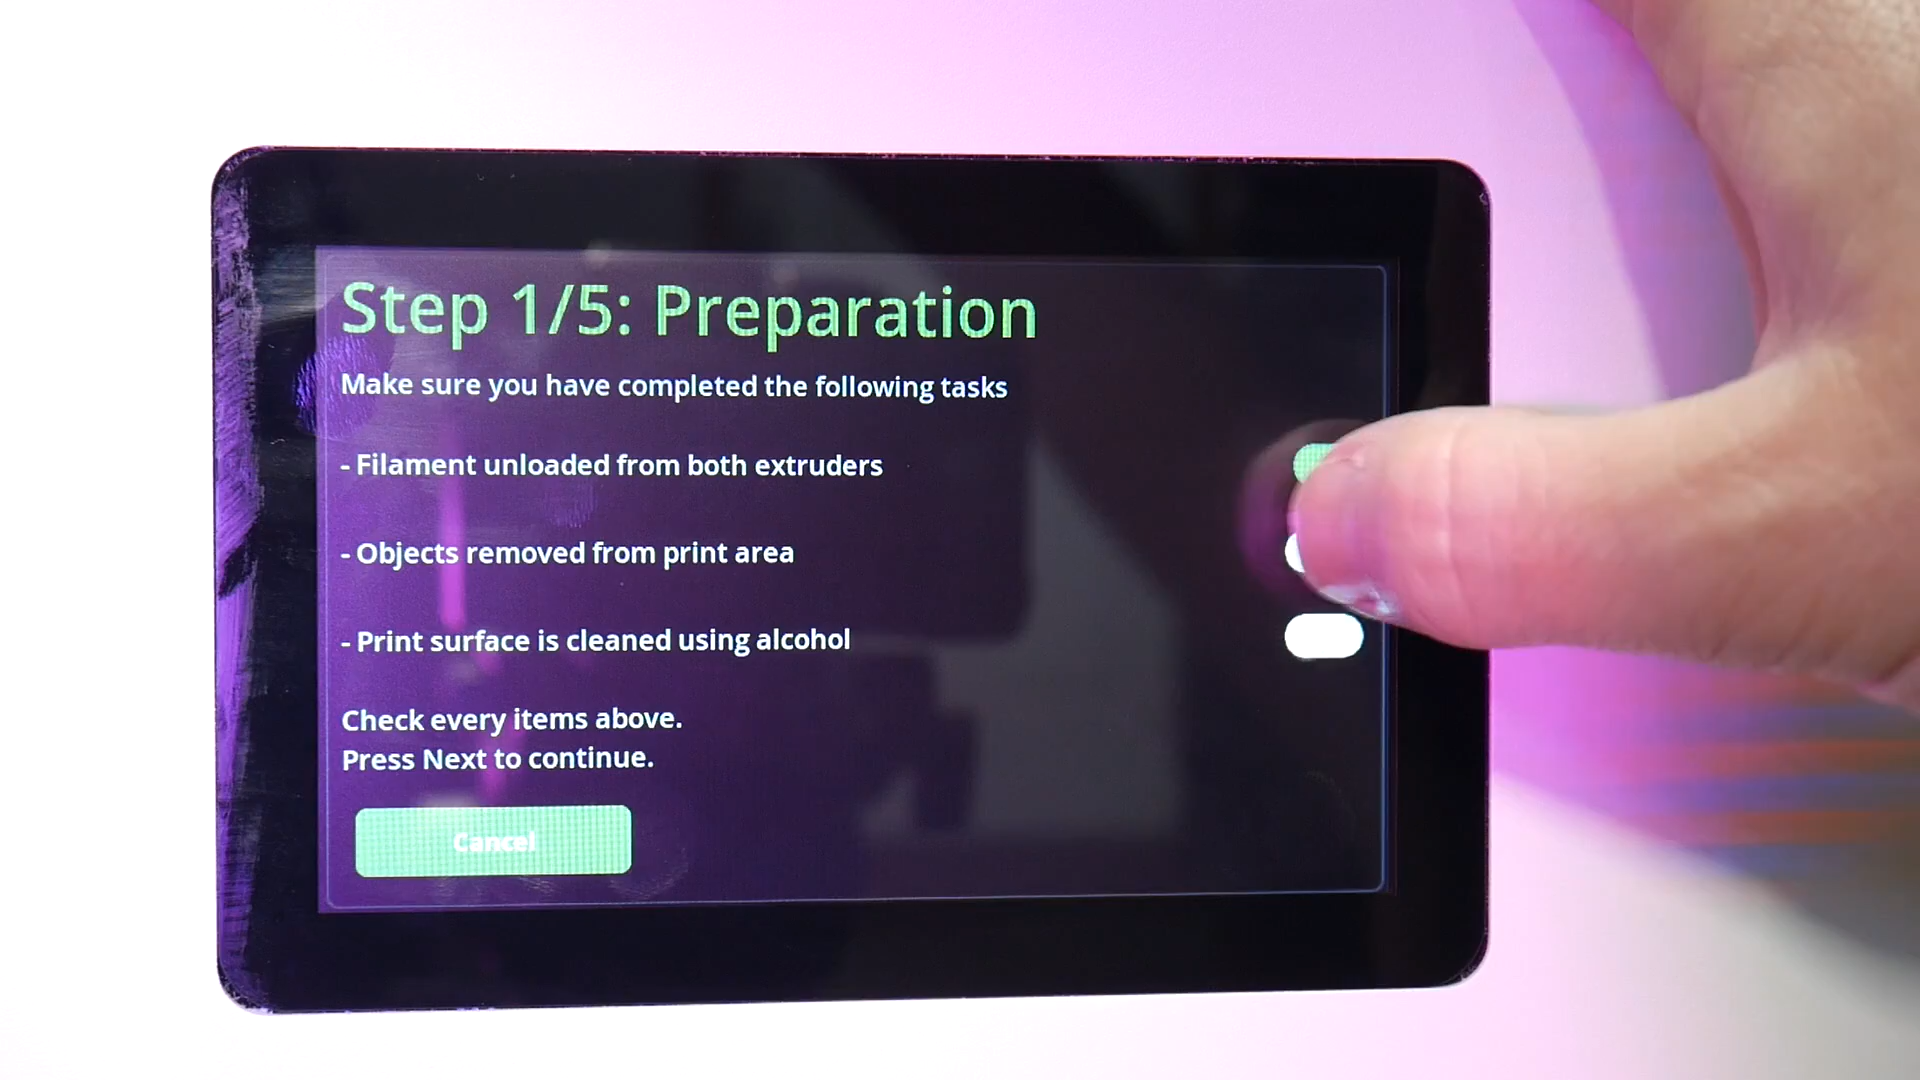 Step 1/5: Preparation
Make sure you have completed the following tasks
- Filament unloaded from both extruders
- Objects removed from print area
- Print surface is cleaned using alcohol
Check every items above.
Press Next to continue.
Cancel